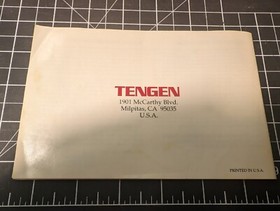 TENGEN
1901 McCarthy Blvd.
Milpitas, CA 95035
U.S.A.
PRINTED IN U.S.A.